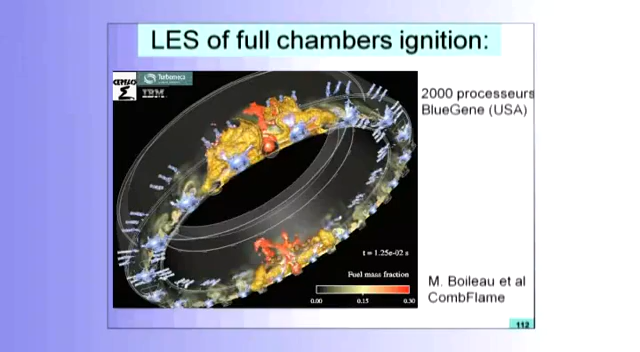 LES of full chambers ignition:
CERFACS
Turbomeca
IBM
2000 processeurs
BlueGene (USA)
t = 1.25e-02 s
Fuel mass fraction
0.00 0.15 0.30
M. Boileau et al
CombFlame
112